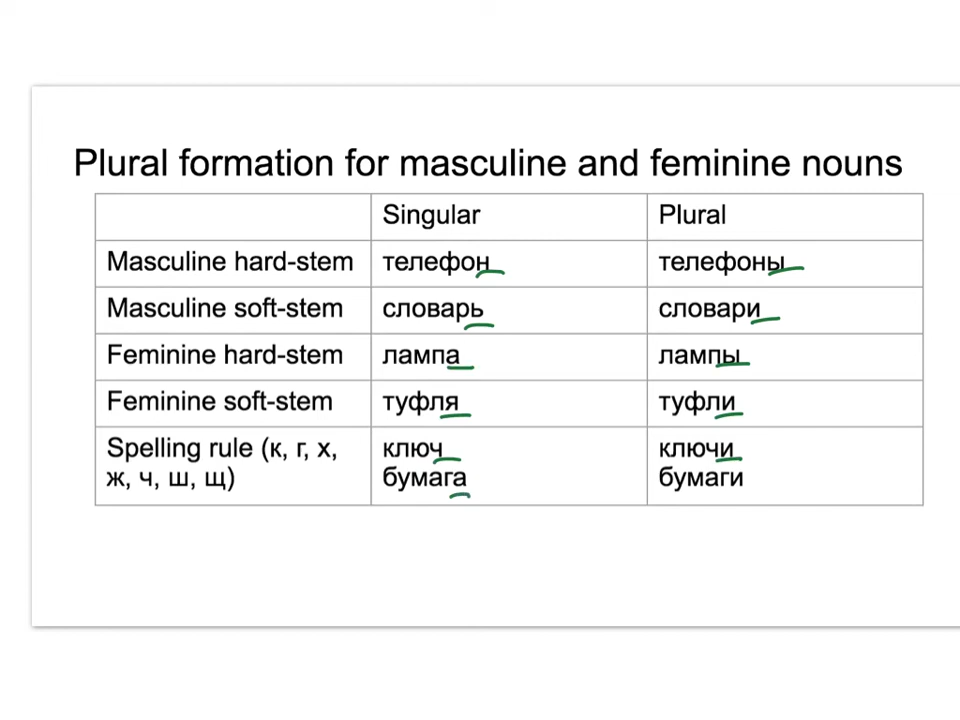 Plural formation for masculine and feminine nouns
Singular Plural
Masculine hard-stem телефон телефоны
Masculine soft-stem словарь словари
Feminine hard-stem лампа лампы
Feminine soft-stem туфля туфли
Spelling rule (к, г, х, ключ ключи
ж, ч, ш, щ) бумага бумаги